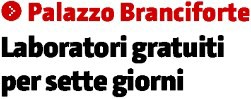 Palazzo Branciforte
Laboratori gratuiti
per sette giorni